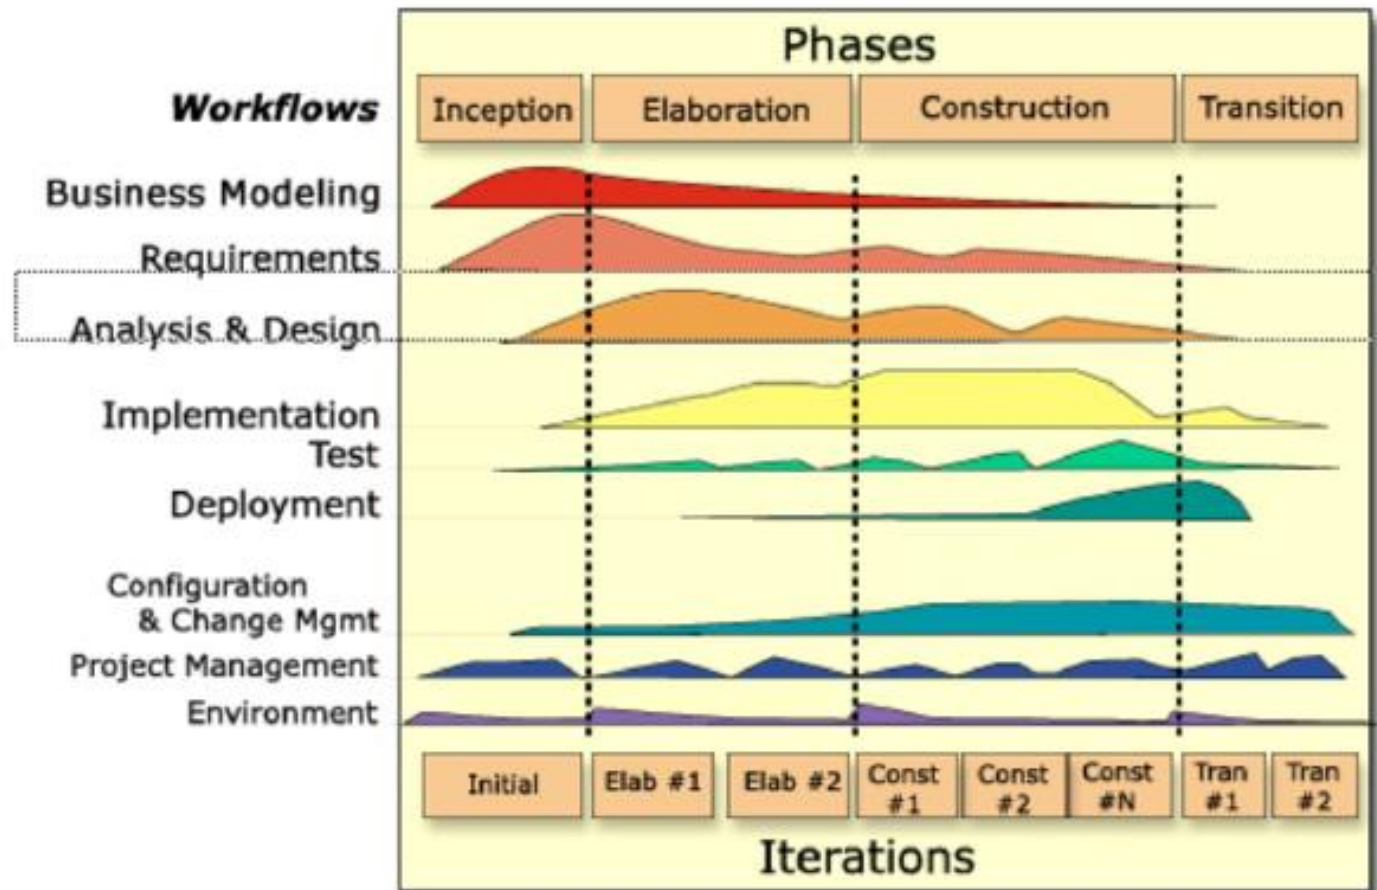 Phases
Workflows
Inception
Elaboration
Construction
Transition
Business Modeling
Requirements
Analysis & Design
Implementation
Test
Deployment
Configuration
& Change Mgmt
Project Management
Environment
Initial
Elab #1
Elab #2
Const
#1
Const
#2
Const
#N
Tran
#1
Tran
#2
Iterations